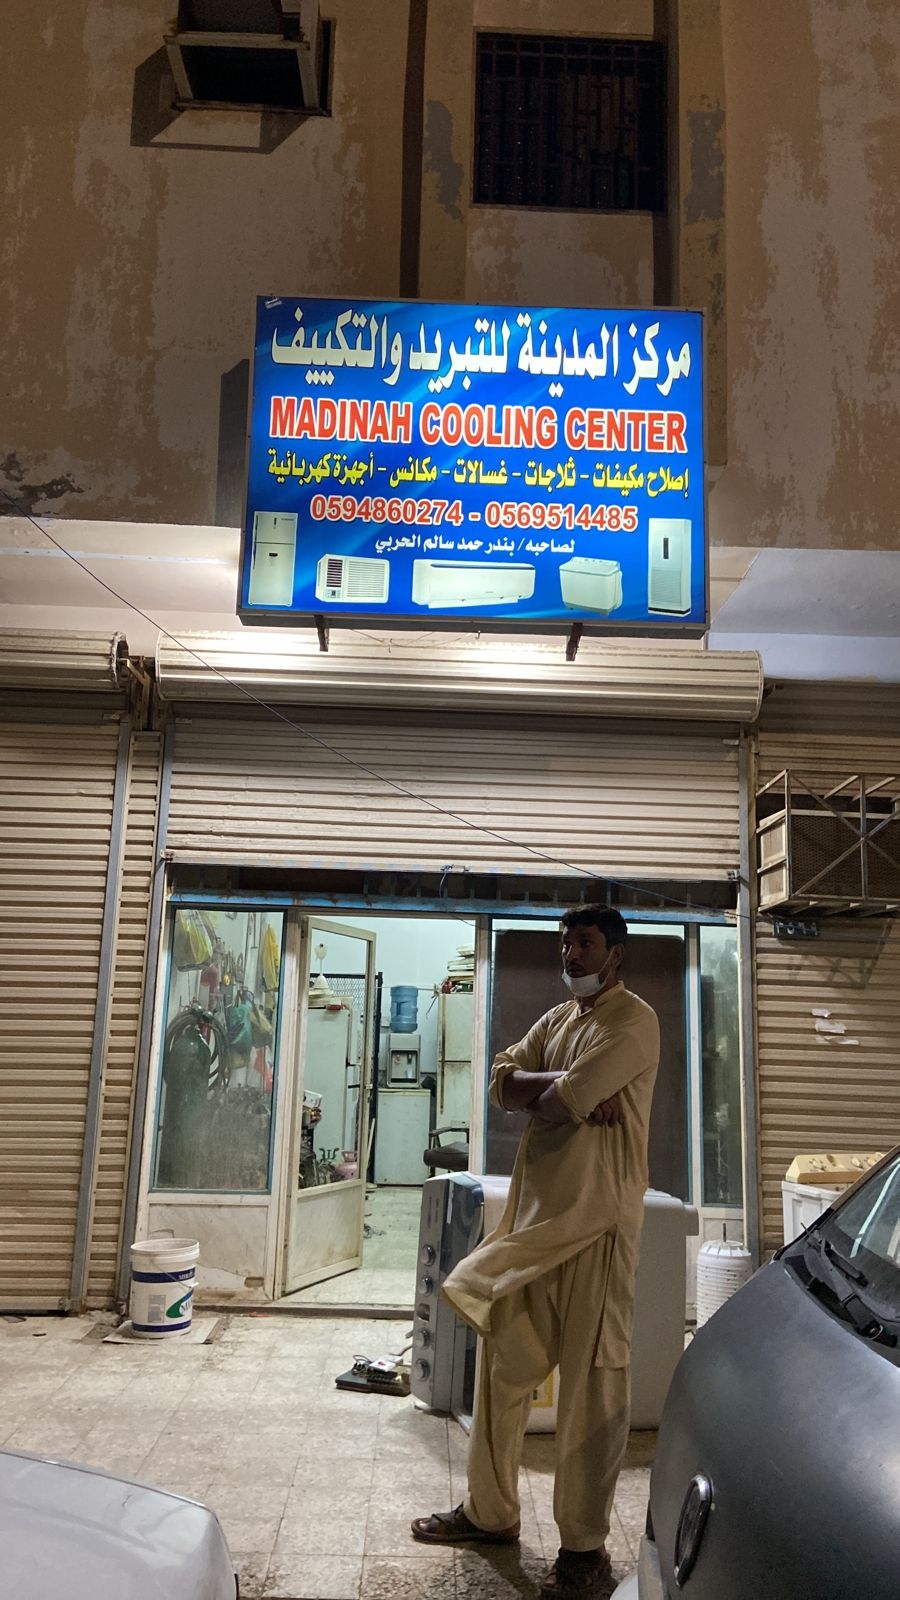 مركز المدينة للتبريد والتكييف
MADINAH COOLING CENTER
إصلاح مكيفات - ثلاجات - غسالات - مكانس - أجهزة كهربائية
0594860274 - 0569514485
لصاحبه / بندر حمد سالم الحربي